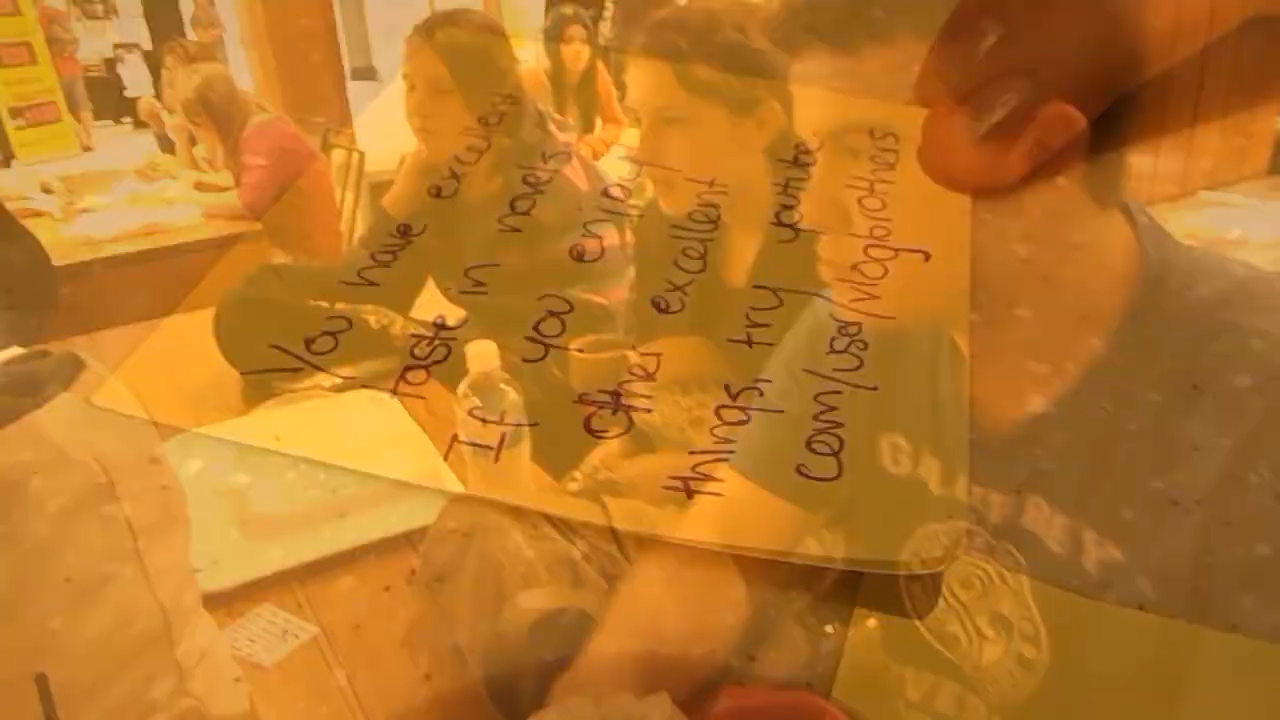 You have excellent
taste in novels
If you enjoy
other excellent
things, try youtube
com/user/vlogbrothers